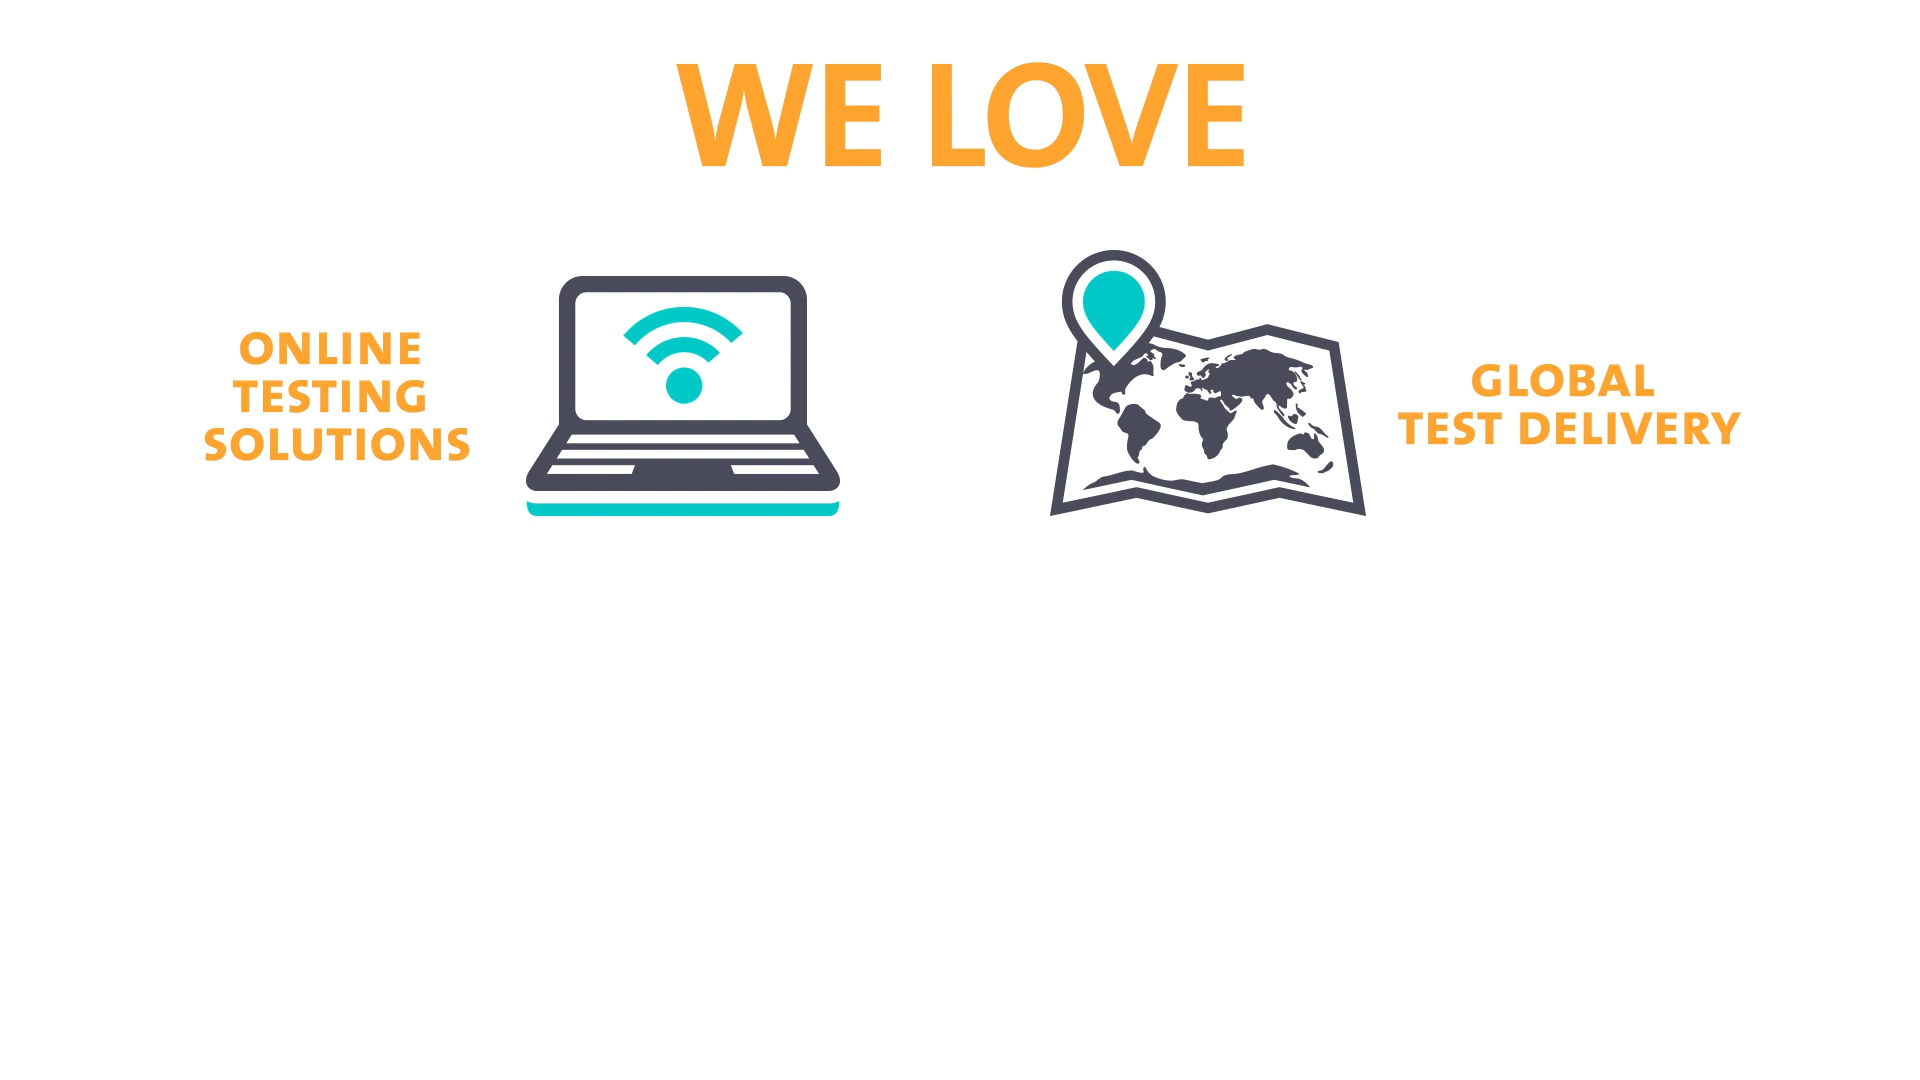 WE LOVE
ONLINE
TESTING
SOLUTIONS
GLOBAL
TEST DELIVERY